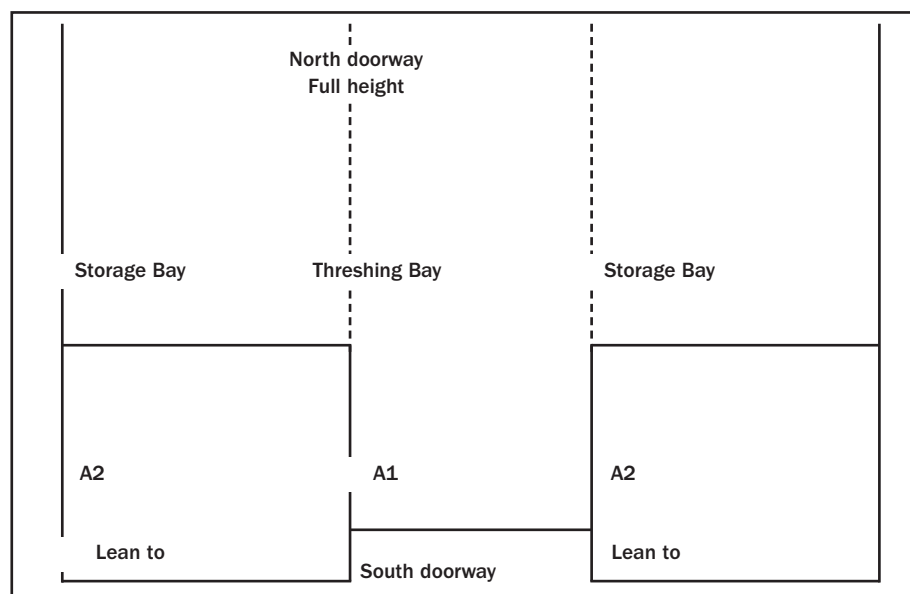 North doorway
Full height
Storage Bay
Threshing Bay
Storage Bay
A2
A1
A2
Lean to
Lean to
South doorway